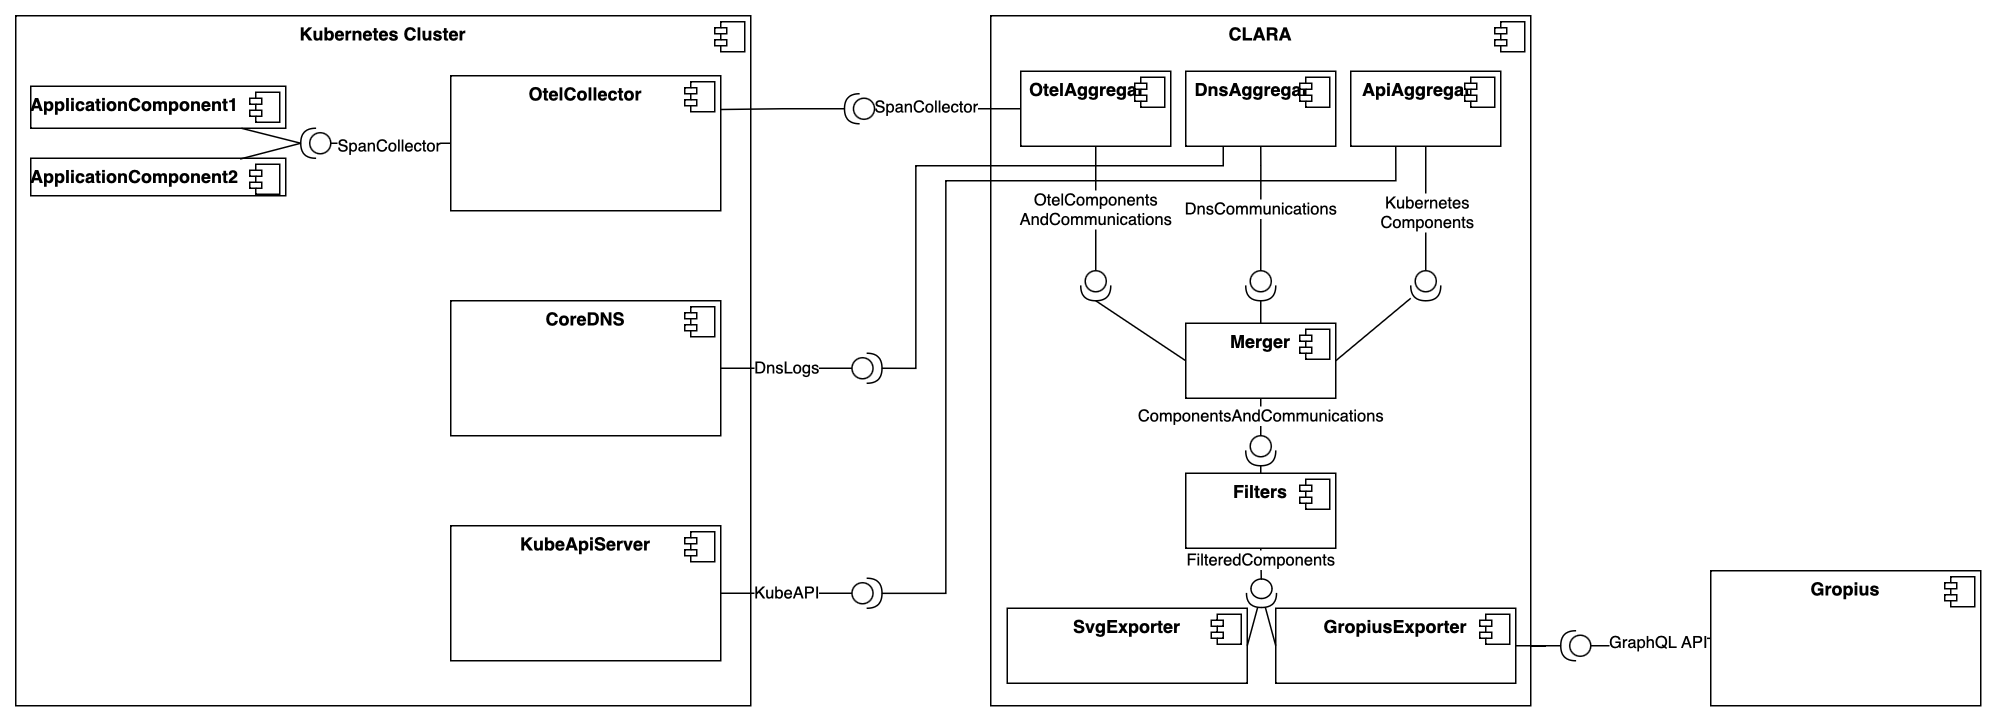 Kubernetes Cluster
ApplicationComponent1
ApplicationComponent2
SpanCollector
OtelCollector
CoreDNS
KubeApiServer
SpanCollector
DnsLogs
KubeAPI
CLARA
OtelAggrega
DnsAggrega
ApiAggrega
OtelComponents
AndCommunications
DnsCommunications
Kubernetes
Components
Merger
ComponentsAndCommunications
Filters
FilteredComponents
SvgExporter
GropiusExporter
GraphQL API
Gropius